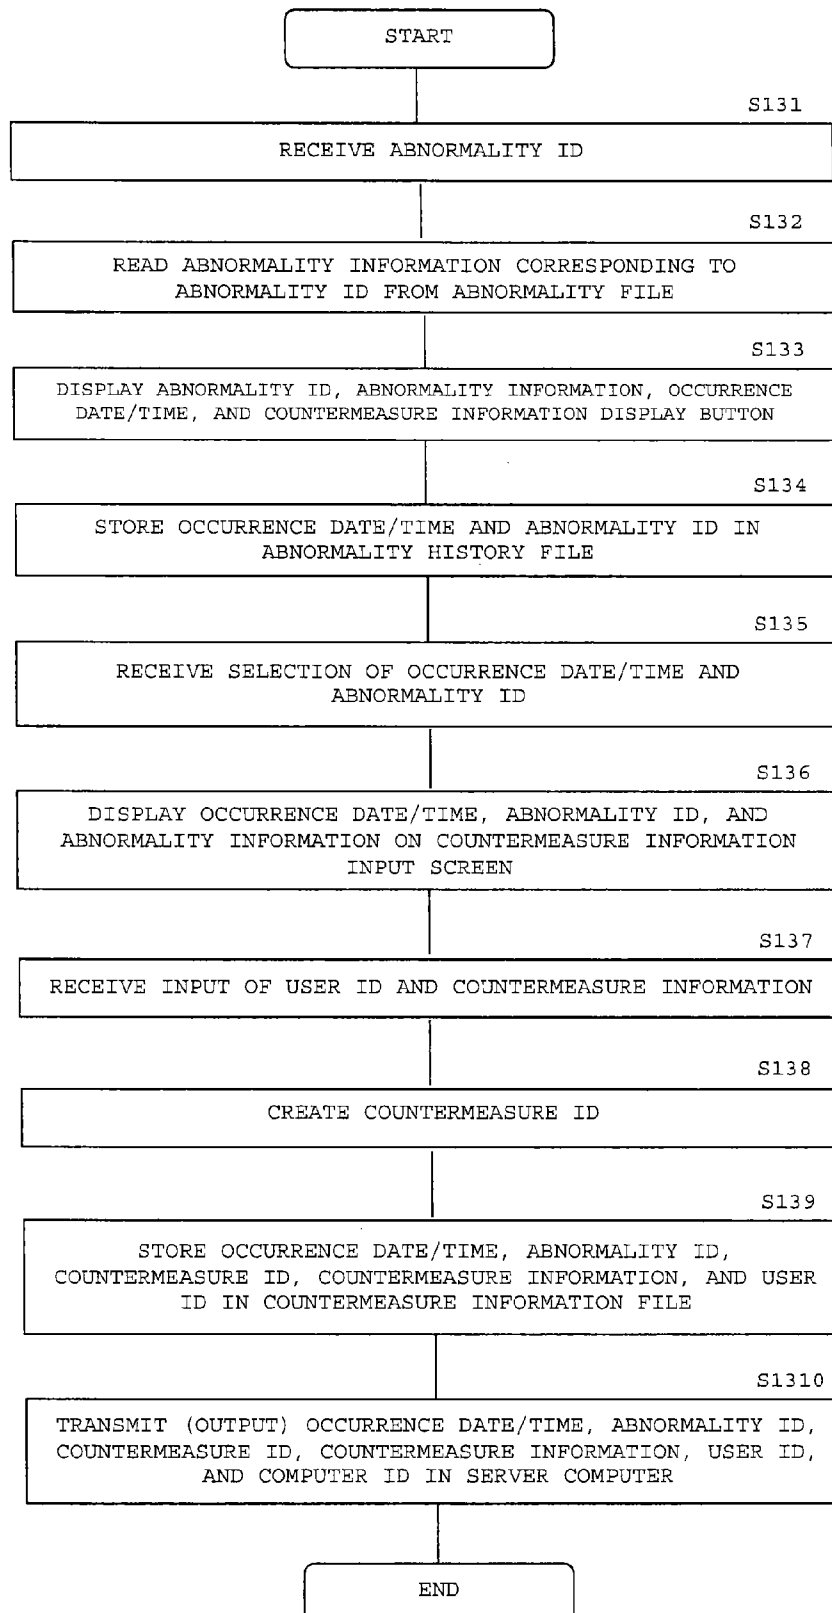 START
S131
RECEIVE ABNORMALITY ID
S132
READ ABNORMALITY INFORMATION CORRESPONDING TO
ABNORMALITY ID FROM ABNORMALITY FILE
S133
DISPLAY ABNORMALITY ID, ABNORMALITY INFORMATION, OCCURRENCE
DATE/TIME, AND COUNTERMEASURE INFORMATION DISPLAY BUTTON
S134
STORE OCCURRENCE DATE/TIME AND ABNORMALITY ID IN
ABNORMALITY HISTORY FILE
S135
RECEIVE SELECTION OF OCCURRENCE DATE/TIME AND
ABNORMALITY ID
S136
DISPLAY OCCURRENCE DATE/TIME, ABNORMALITY ID, AND
ABNORMALITY INFORMATION ON COUNTERMEASURE INFORMATION
INPUT SCREEN
S137
RECEIVE INPUT OF USER ID AND COUNTERMEASURE INFORMATION
S138
CREATE COUNTERMEASURE ID
S139
STORE OCCURRENCE DATE/TIME, ABNORMALITY ID,
COUNTERMEASURE ID, COUNTERMEASURE INFORMATION, AND USER
ID IN COUNTERMEASURE INFORMATION FILE
S1310
TRANSMIT (OUTPUT) OCCURRENCE DATE/TIME, ABNORMALITY ID,
COUNTERMEASURE ID, COUNTERMEASURE INFORMATION, USER ID,
AND COMPUTER ID IN SERVER COMPUTER
END